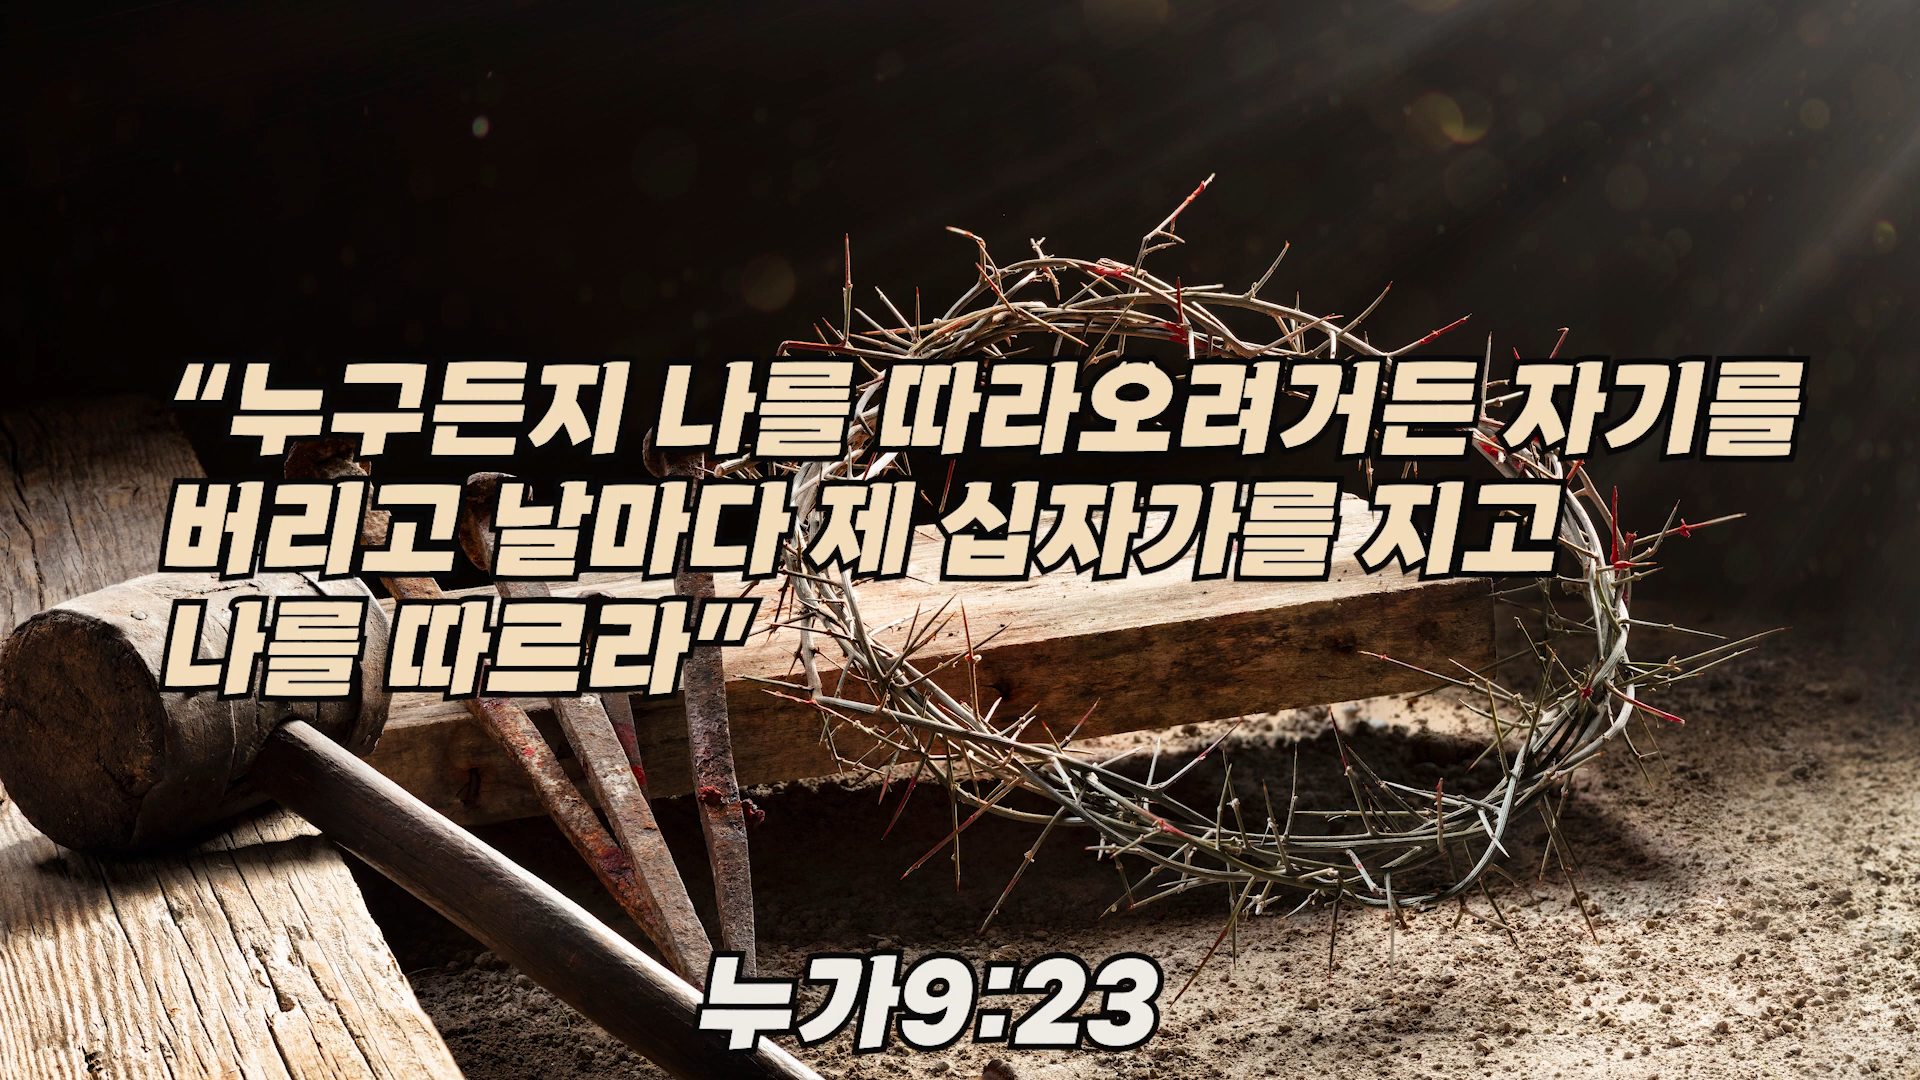 “누구든지 나를 따라오려거든 자기를
버리고 날마다 제 십자가를 지고
나를 따르라”
누가9:23